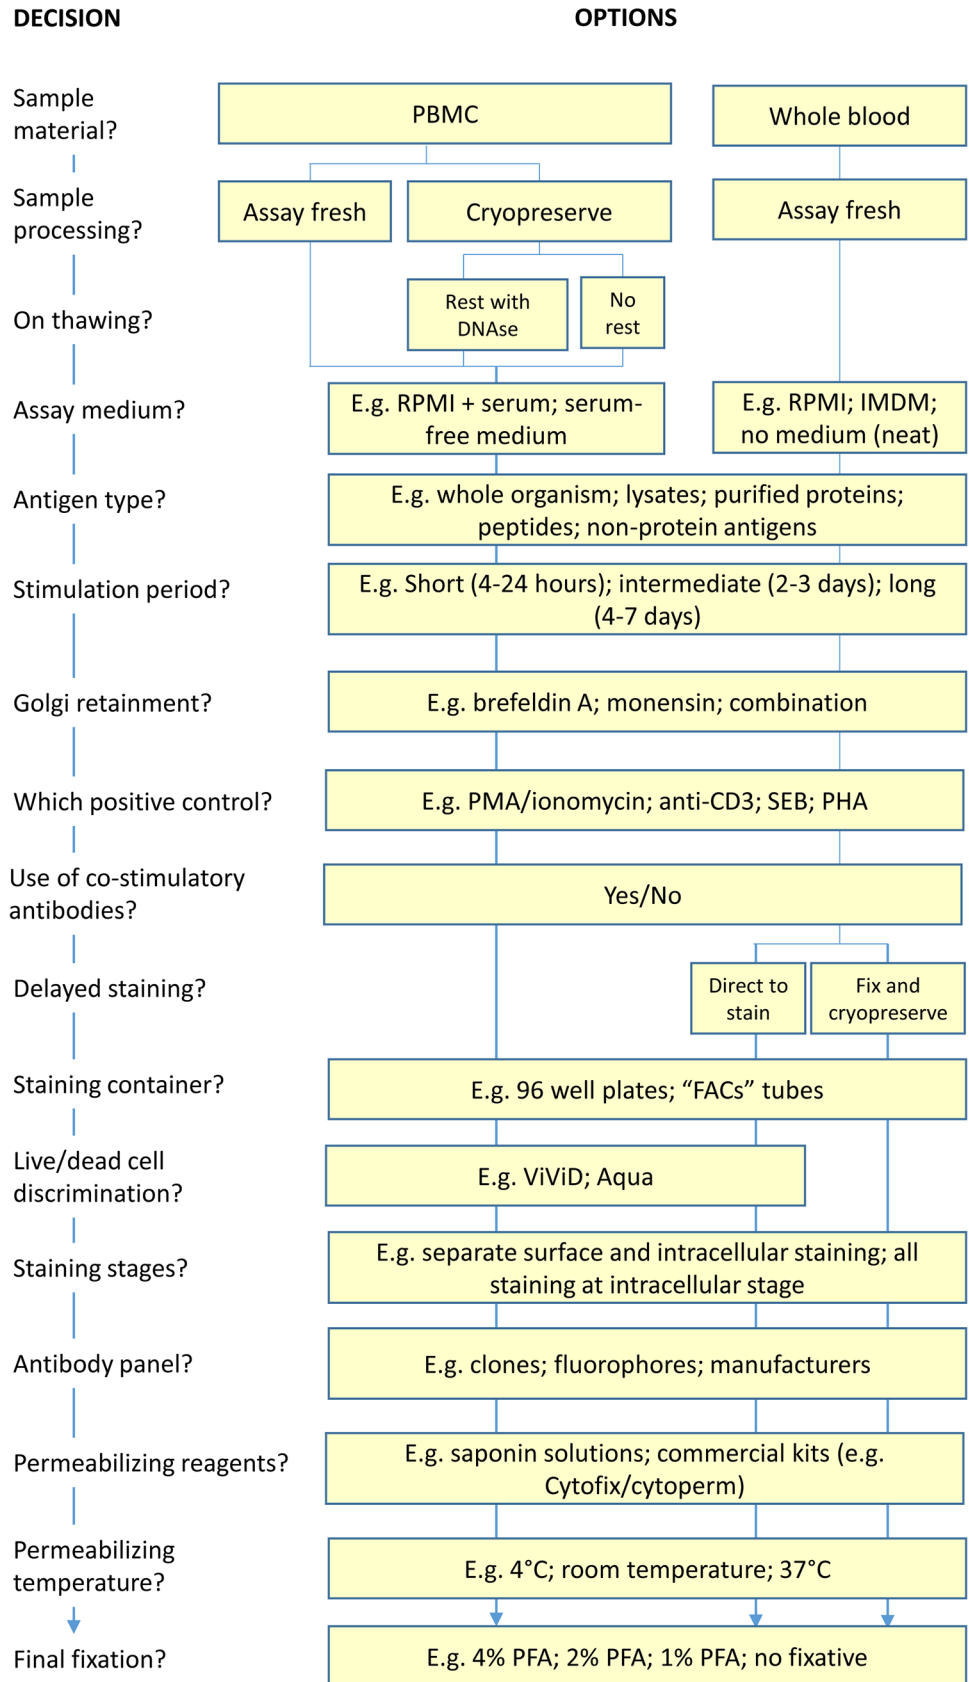 DECISION
OPTIONS
Sample
material?
PBMC
Whole blood
Sample
processing?
Assay fresh
Cryopreserve
Assay fresh
On thawing?
Rest with
DNAse
No
rest
Assay medium?
E.g. RPMI + serum; serum-
free medium
E.g. RPMI; IMDM;
no medium (neat)
Antigen type?
E.g. whole organism; lysates; purified proteins;
peptides; non-protein antigens
Stimulation period?
E.g. Short (4-24 hours); intermediate (2-3 days); long
(4-7 days)
Golgi retainment?
E.g. brefeldin A; monensin; combination
Which positive control?
E.g. PMA/ionomycin; anti-CD3; SEB; PHA
Use of co-stimulatory
antibodies?
Yes/No
Delayed staining?
Direct to
stain
Fix and
cryopreserve
Staining container?
E.g. 96 well plates; “FACs” tubes
Live/dead cell
discrimination?
E.g. ViViD; Aqua
Staining stages?
E.g. separate surface and intracellular staining; all
staining at intracellular stage
Antibody panel?
E.g. clones; fluorophores; manufacturers
Permeabilizing reagents?
E.g. saponin solutions; commercial kits (e.g.
Cytofix/cytoperm)
Permeabilizing
temperature?
E.g. 4°C; room temperature; 37°C
Final fixation?
E.g. 4% PFA; 2% PFA; 1% PFA; no fixative